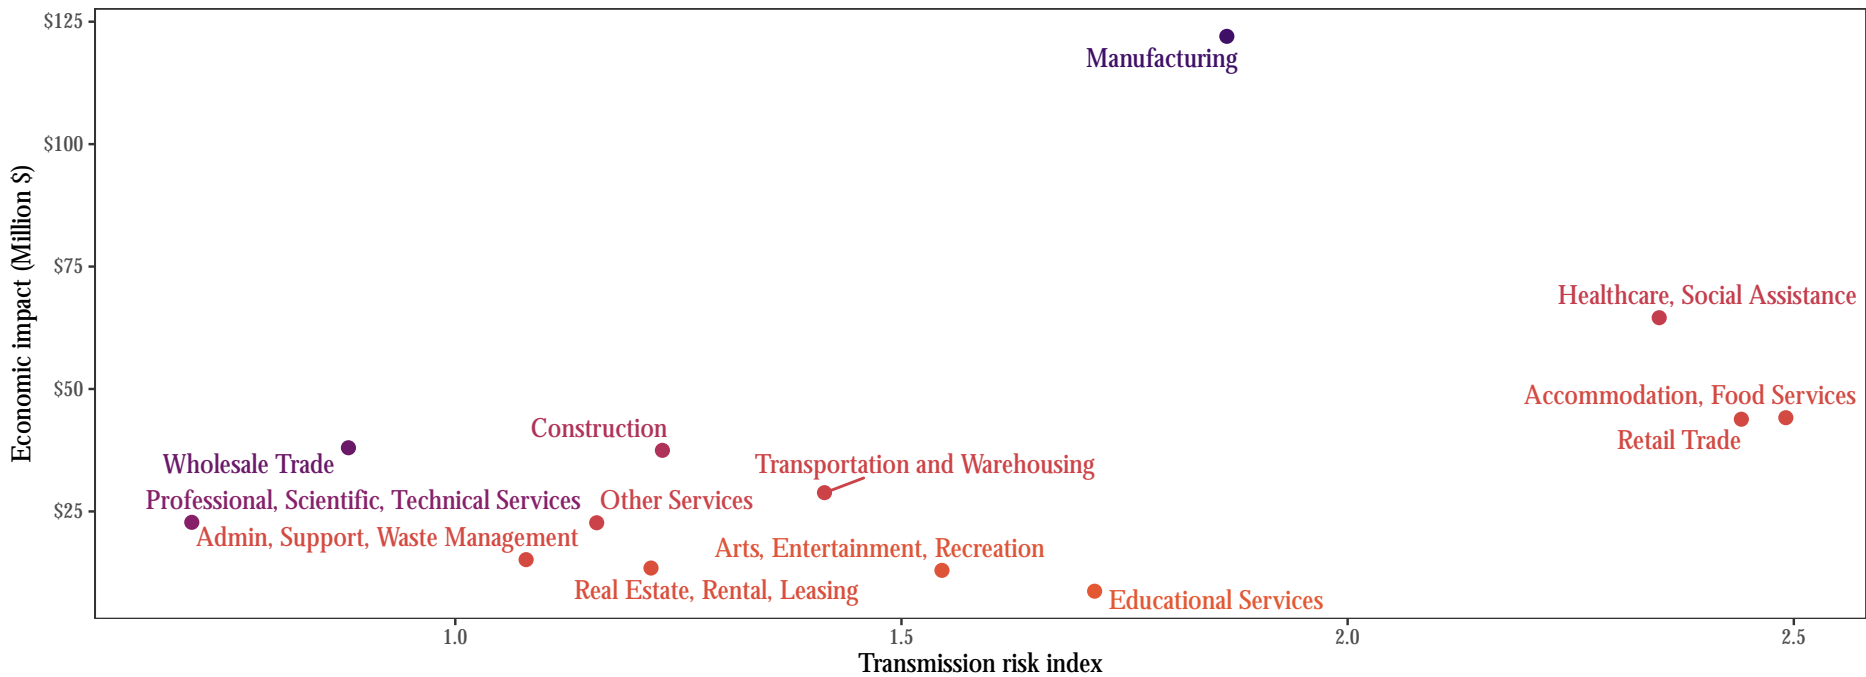 $125
Manufacturing
$100
$75
Healthcare, Social Assistance
$50
Accommodation, Food Services
Construction
Retail Trade
Wholesale Trade
Transportation and Warehousing
Professional, Scientific, Technical Services
Other Services
$25
Admin, Support, Waste Management
Arts, Entertainment, Recreation
Real Estate, Rental, Leasing
Educational Services
Economic impact (Million $)
1.0
1.5
2.0
2.5
Transmission risk index